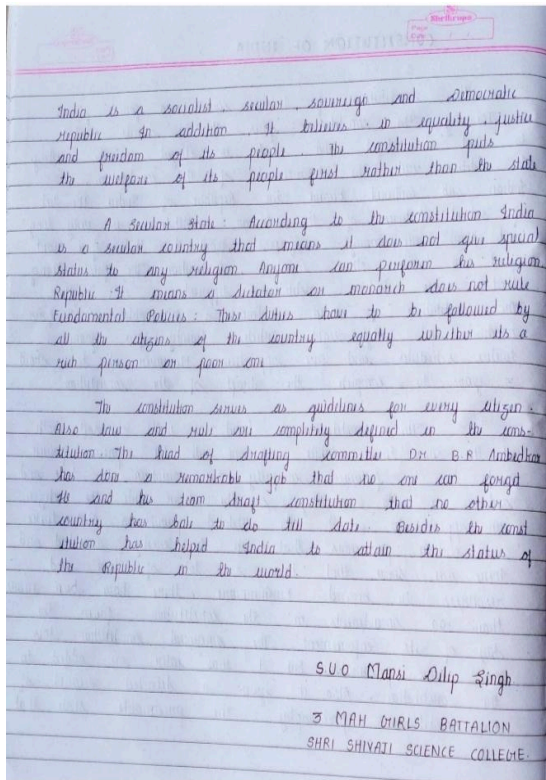 Shrikrupa
Page
Date
India is a socialist, secular, sovereign and Democratic
republic In addition. It believes in equality, justice
and freedom of its people. The constitution puts
the welfare of its people first rather than the state
A Secular State: According to the constitution India
is a secular country that means it does not give special
status to any religion Anyone can perform his religion
Republic: It means a dictator or monarch does not rule
Fundamental Policies: These duties have to be followed by
all the citizens of the country equally whether its a
rich person or poor one
The constitution serves as guidelines for every citizen.
Also law and rule are completely defined in the cons-
titution The head of drafting committee DR B.R Ambedkar
has done a remarkable job that no one can forget
He and his team draft constitution that no other
country has to do till date Besides the const
itution has helped India to attain the status of
the Republic in the world.
S.U.O Mansi Dilip Singh
3 MAH GIRLS BATTALION
SHRI SHIVAJI SCIENCE COLLEGE.